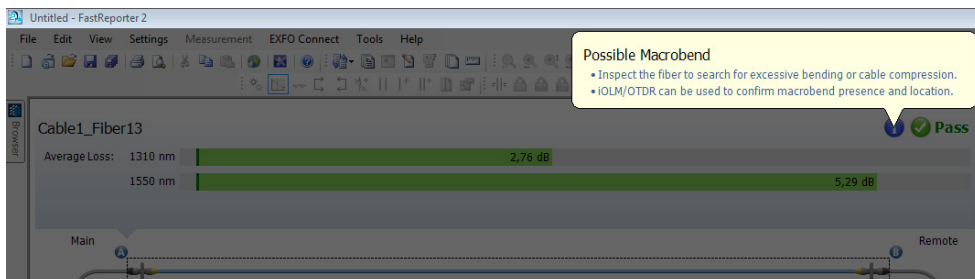 Untitled - FastReporter 2
File Edit View Settings Measurement EXFO Connect Tools Help
Possible Macrobend
• Inspect the fiber to search for excessive bending or cable compression.
• iOLM/OTDR can be used to confirm macrobend presence and location.
Browser
Cable1_Fiber13
i Pass
Average Loss: 1310 nm 2,76 dB
1550 nm 5,29 dB
Main Remote
A B